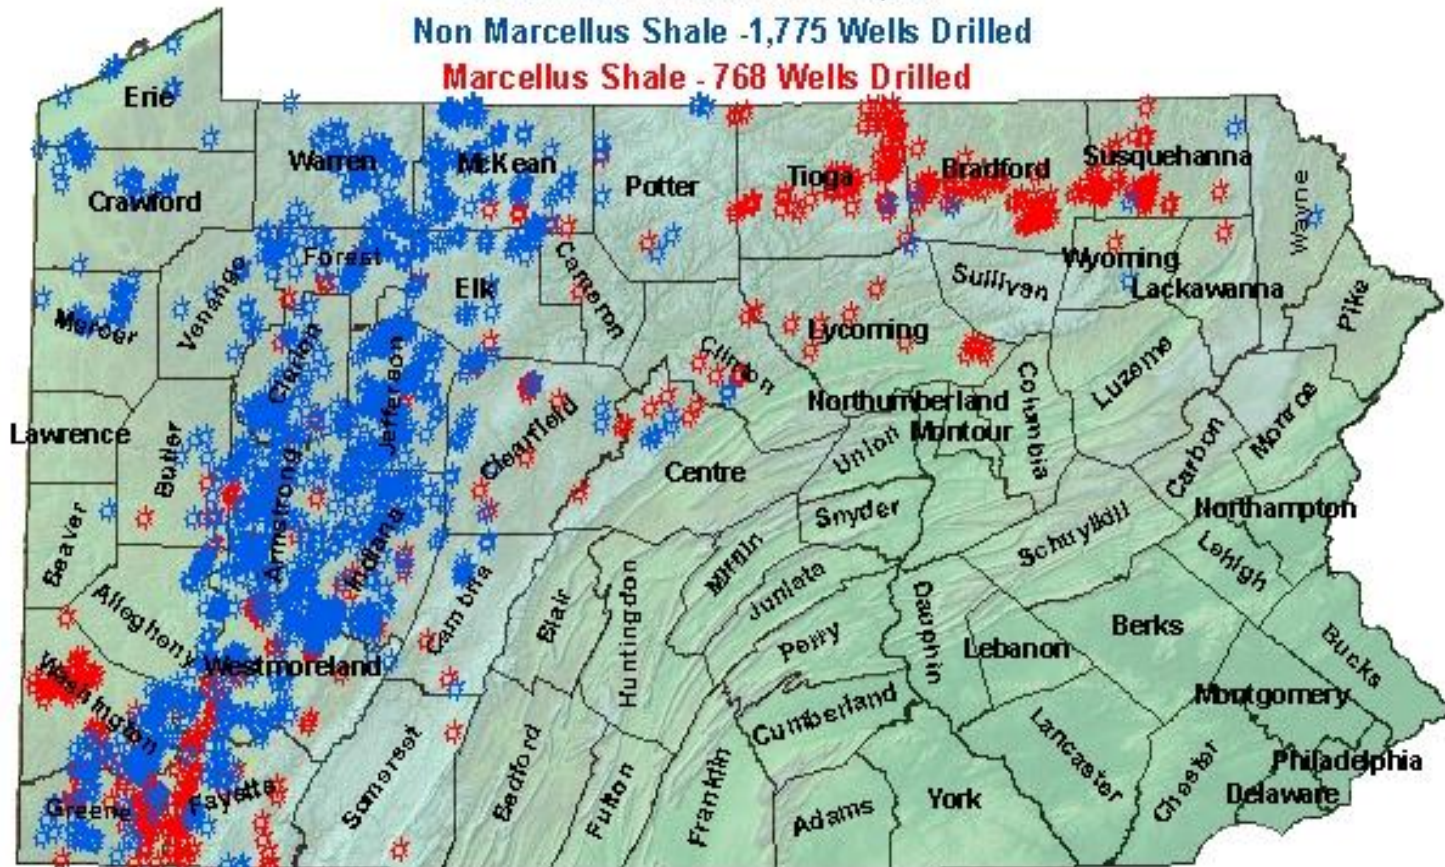 Non Marcellus Shale -1,775 Wells Drilled
Marcellus Shale - 768 Wells Drilled
Erie
Warren
McKean
Potter
Tioga
Bradford
Susquehanna
Wayne
Crawford
Forest
Venango
Elk
Cameron
Sullivan
Wyoming
Lackawanna
Pike
Mercer
Clarion
Jefferson
Clinton
Lycoming
Luzerne
Columbia
Monroe
Lawrence
Butler
Clearfield
Centre
Northumberland
Montour
Union
Carbon
Northampton
Beaver
Armstrong
Indiana
Snyder
Schuylkill
Lehigh
Allegheny
Cambria
Blair
Huntingdon
Mifflin
Juniata
Perry
Dauphin
Lebanon
Berks
Bucks
Washington
Westmoreland
Cumberland
Montgomery
Greene
Fayette
Somerset
Bedford
Fulton
Franklin
Adams
York
Lancaster
Chester
Delaware
Philadelphia